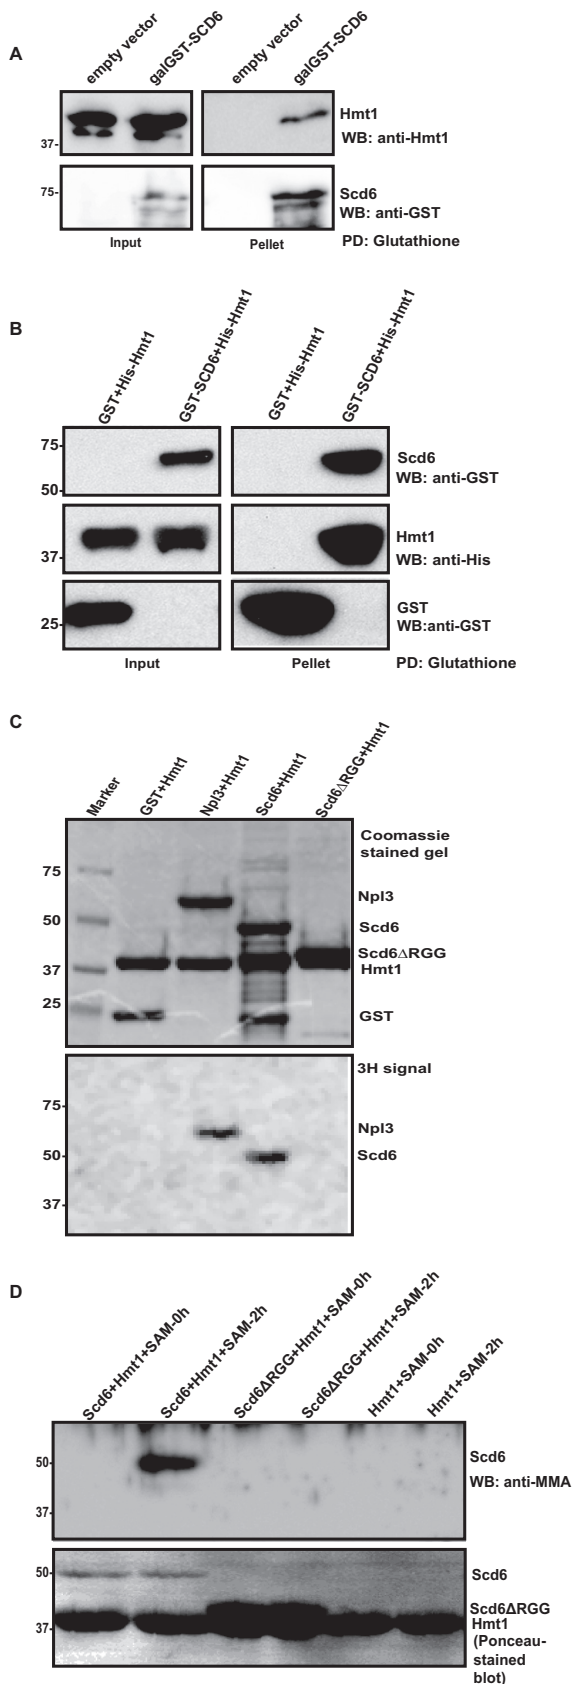 A
empty vector
galGST-SCD6
empty vector
galGST-SCD6
Hmt1
WB: anti-Hmt1
37-
75-
Scd6
WB: anti-GST
Input
Pellet
PD: Glutathione
B
GST+His-Hmt1
GST-SCD6+His-Hmt1
GST+His-Hmt1
GST-SCD6+His-Hmt1
75-
Scd6
WB: anti-GST
50-
Hmt1
37-
WB: anti-His
GST
25-
WB:anti-GST
Input
Pellet
PD: Glutathione
C
Marker
GST+Hmt1
Npl3+Hmt1
Scd6+Hmt1
Scd6ΔRGG+Hmt1
Coomassie
stained gel
75
Npl3
50
Scd6
Scd6ΔRGG
37
Hmt1
25
GST
3H signal
75-
Npl3
50-
Scd6
37-
D
Scd6+Hmt1+SAM-0h
Scd6+Hmt1+SAM-2h
Scd6ΔRGG+Hmt1+SAM-0h
Scd6ΔRGG+Hmt1+SAM-2h
Hmt1+SAM-0h
Hmt1+SAM-2h
50-
Scd6
WB: anti-MMA
37-
50-
Scd6
Scd6ΔRGG
37-
Hmt1
(Ponceau-
stained
blot)